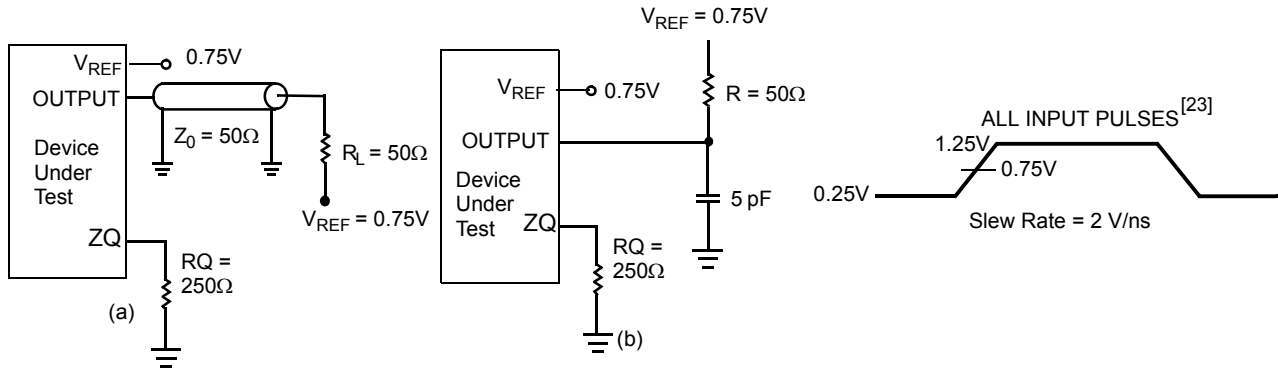 V_REF 0.75V
OUTPUT
Z_0 = 50Ω
Device
Under
Test
R_L = 50Ω
V_REF = 0.75V
ZQ
RQ =
250Ω
(a)
V_REF = 0.75V
V_REF 0.75V
R = 50Ω
OUTPUT
Device
Under
Test
5 pF
ZQ
RQ =
250Ω
(b)
ALL INPUT PULSES[23]
1.25V
0.75V
0.25V
Slew Rate = 2 V/ns